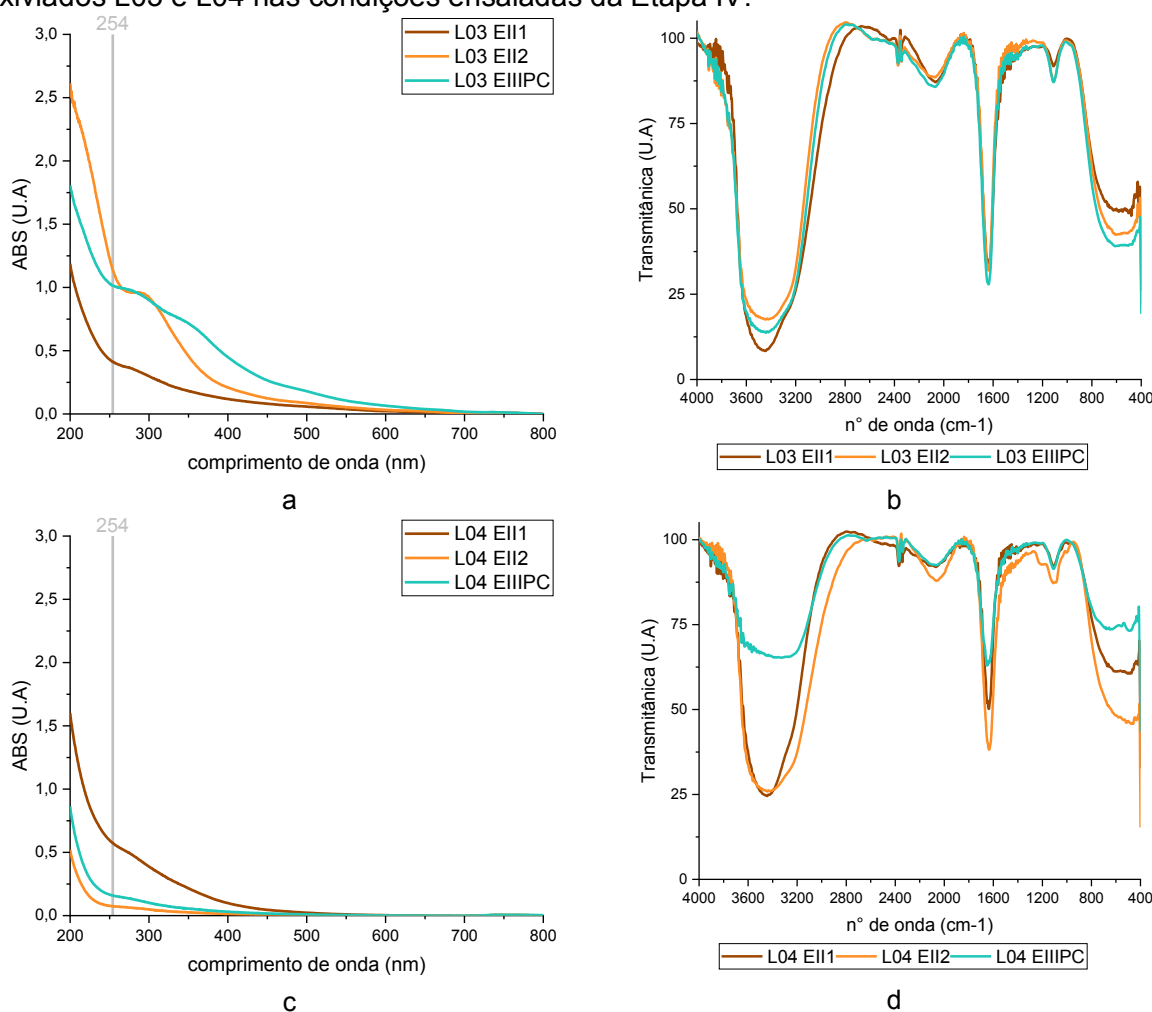 xiviados L03 e L04 nas condições ensaiadas da Etapa IV.
254
3,0
2,5
2,0
1,5
1,0
0,5
0,0
ABS (U.A)
200 300 400 500 600 700 800
comprimento de onda (nm)
L03 EII1
L03 EII2
L03 EIIIPC
a
100
75
50
25
0
Transmitânica (U.A)
4000 3600 3200 2800 2400 2000 1600 1200 800 400
n° de onda (cm-1)
L03 EII1 L03 EII2 L03 EIIIPC
b
254
3,0
2,5
2,0
1,5
1,0
0,5
0,0
ABS (U.A)
200 300 400 500 600 700 800
comprimento de onda (nm)
L04 EII1
L04 EII2
L04 EIIIPC
c
100
75
50
25
0
Transmitânica (U.A)
4000 3600 3200 2800 2400 2000 1600 1200 800 400
n° de onda (cm-1)
L04 EII1 L04 EII2 L04 EIIIPC
d